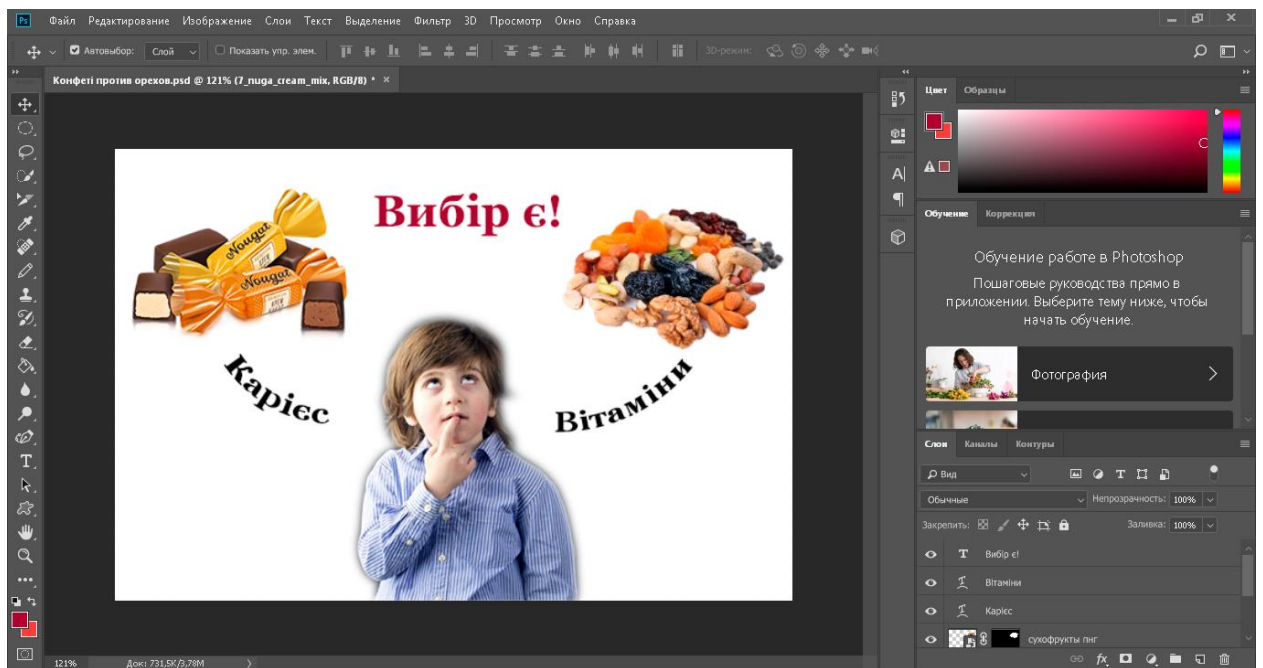 Ps Файл Редактирование Изображение Слои Текст Выделение Фильтр 3D Просмотр Окно Справка
Автовыбор: Слой Показать упр. элем. 3D-режим:
Конфеті против орехов.psd @ 121% (7_nuga_cream_mix, RGB/8) *
Цвет Образцы
Вибір є!
Nougat
Nougat
Карієс
Вітаміни
Обучение Коррекция
Обучение работе в Photoshop
Пошаговые руководства прямо в
приложении. Выберите тему ниже, чтобы
начать обучение.
Фотография
Слои Каналы Контуры
Вид
Обычные Непрозрачность: 100%
Закрепить: Заливка: 100%
T Вибір є!
Вітаміни
Карієс
сухофрукты пнг
121% Док: 731,5K/3,79M